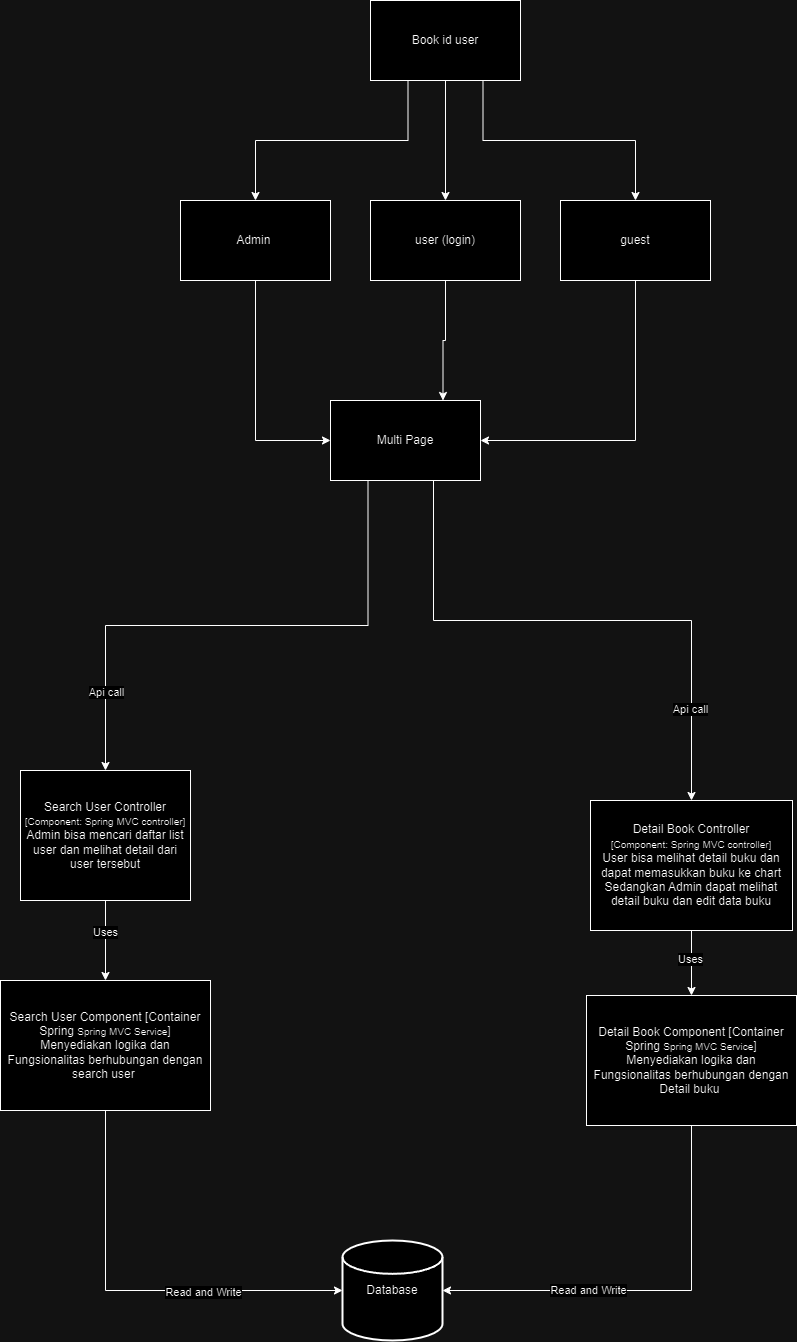 Book id user
Admin
user (login)
guest
Multi Page
Api call
Api call
Search User Controller
[Component: Spring MVC controller]
Admin bisa mencari daftar list
user dan melihat detail dari
user tersebut
Detail Book Controller
[Component: Spring MVC controller]
User bisa melihat detail buku dan
dapat memasukkan buku ke chart
Sedangkan Admin dapat melihat
detail buku dan edit data buku
Uses
Uses
Search User Component [Container
Spring Spring MVC Service]
Menyediakan logika dan
Fungsionalitas berhubungan dengan
search user
Detail Book Component [Container
Spring Spring MVC Service]
Menyediakan logika dan
Fungsionalitas berhubungan dengan
Detail buku
Database
Read and Write
Read and Write